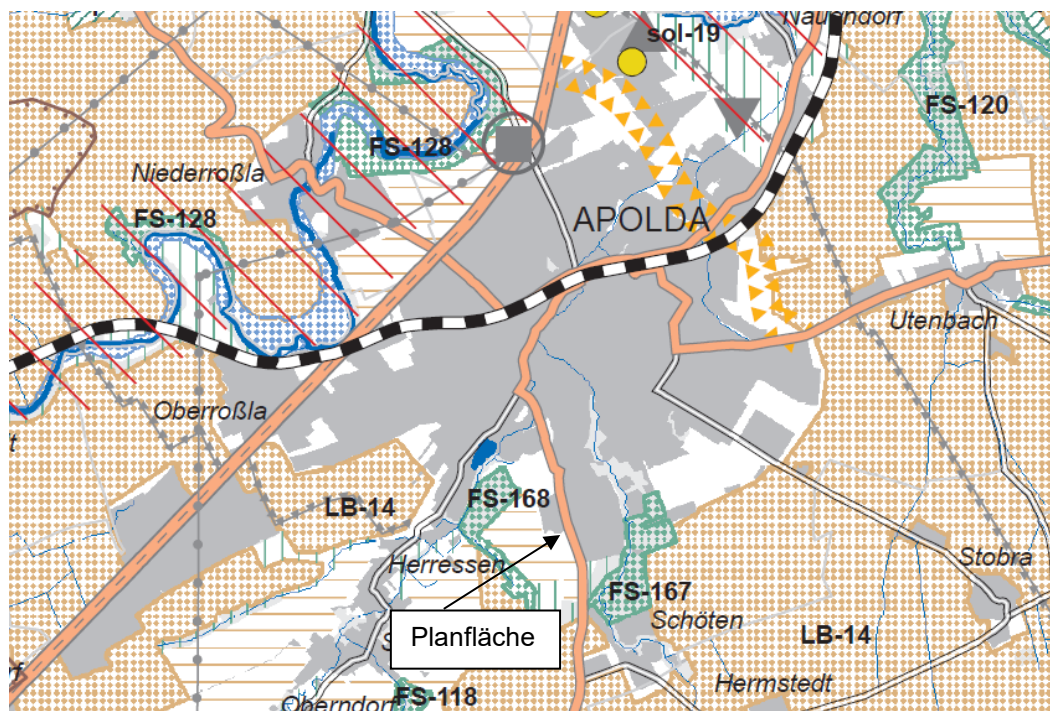 Nauendorf
sol-19
FS-120
FS-128
Niederroßla
FS-128
APOLDA
Utenbach
Oberroßla
LB-14
FS-168
Herressen
Stobra
FS-167
Schöten
Planfläche
LB-14
Hermstedt
FS-118
Oberndorf